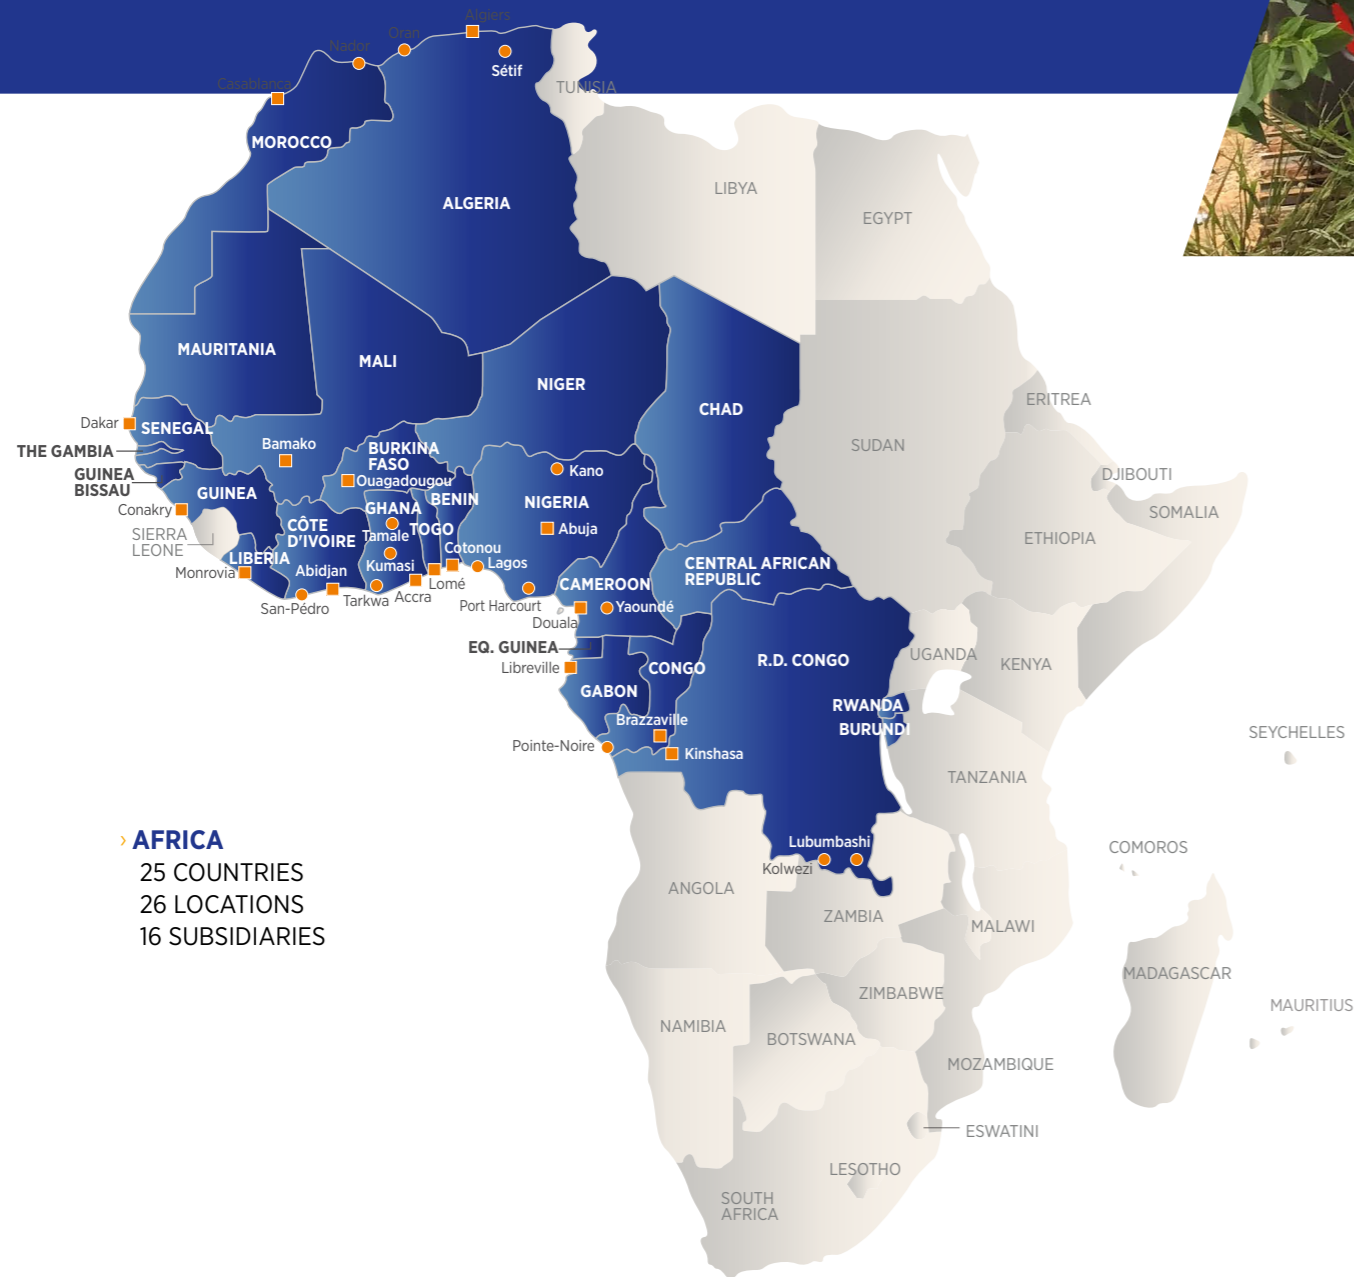 Algiers
Oran
Nador
Sétif
Casablanca
TUNISIA
MOROCCO
LIBYA
ALGERIA
EGYPT
MAURITANIA
MALI
NIGER
CHAD
ERITREA
Dakar
SENEGAL
THE GAMBIA
Bamako
BURKINA
FASO
SUDAN
Kano
DJIBOUTI
GUINEA
BISSAU
Ouagadougou
GUINEA
BENIN
NIGERIA
GHANA
SOMALIA
Conakry
CÔTE
D'IVOIRE
TOGO
Abuja
SIERRA
LEONE
Tamale
ETHIOPIA
Cotonou
LIBERIA
Kumasi
Lagos
CENTRAL AFRICAN
REPUBLIC
Monrovia
Abidjan
Lomé
CAMEROON
San-Pédro
Tarkwa
Accra
Port Harcourt
Yaoundé
Douala
EQ. GUINEA
UGANDA
KENYA
Libreville
CONGO
R.D. CONGO
GABON
RWANDA
Brazzaville
BURUNDI
SEYCHELLES
Pointe-Noire
Kinshasa
TANZANIA
› AFRICA
25 COUNTRIES
26 LOCATIONS
16 SUBSIDIARIES
Lubumbashi
COMOROS
Kolwezi
ANGOLA
ZAMBIA
MALAWI
MADAGASCAR
ZIMBABWE
MAURITIUS
NAMIBIA
BOTSWANA
MOZAMBIQUE
ESWATINI
LESOTHO
SOUTH
AFRICA